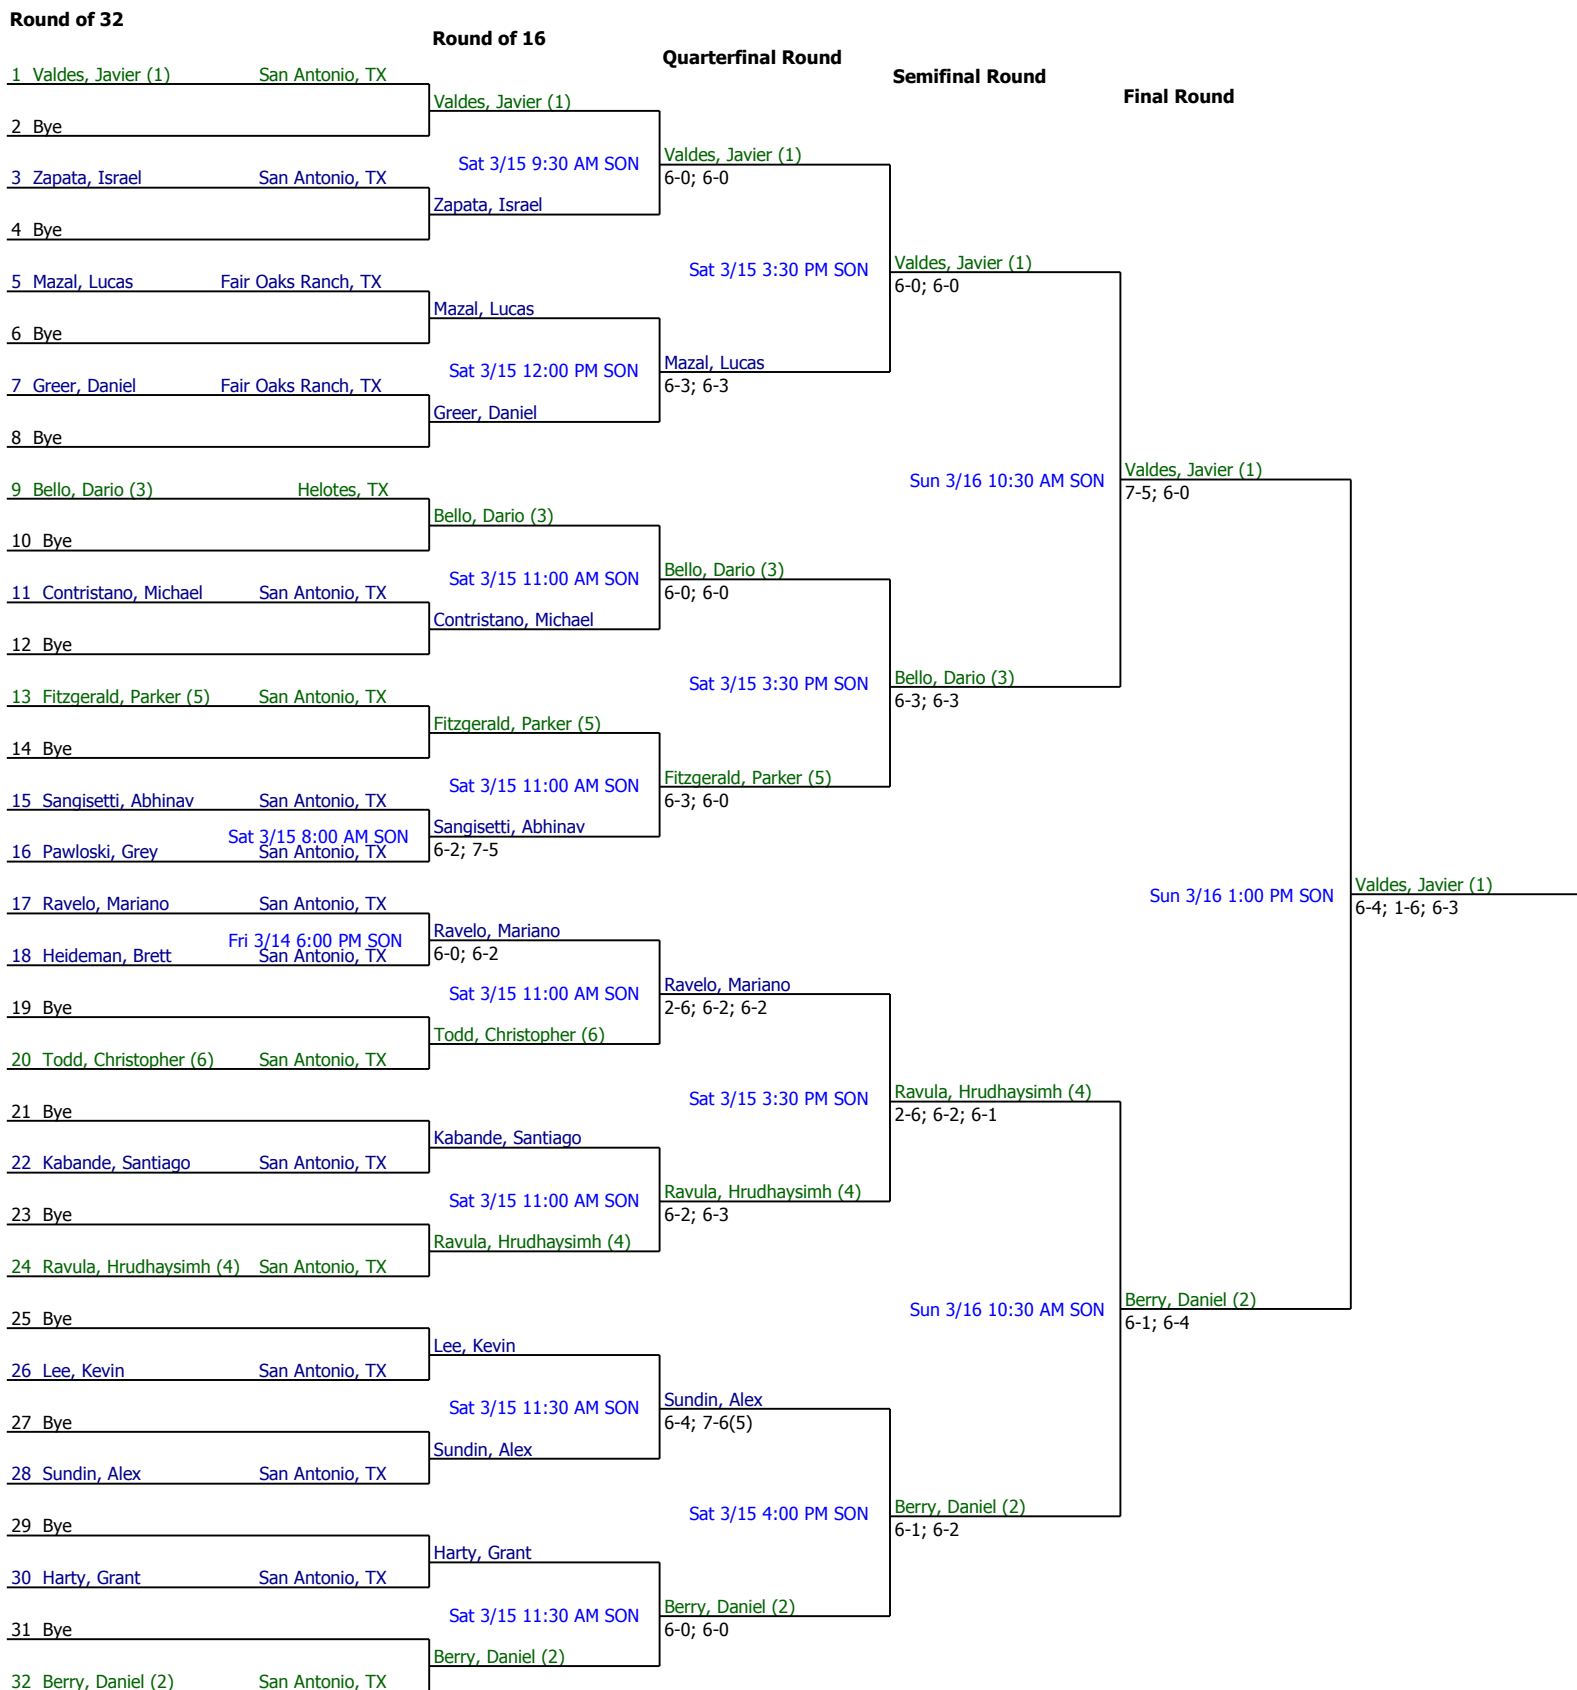 Round of 32
Round of 16
Quarterfinal Round
Semifinal Round
Final Round
1 Valdes, Javier (1) San Antonio, TX
2 Bye
3 Zapata, Israel San Antonio, TX
4 Bye
5 Mazal, Lucas Fair Oaks Ranch, TX
6 Bye
7 Greer, Daniel Fair Oaks Ranch, TX
8 Bye
9 Bello, Dario (3) Helotes, TX
10 Bye
11 Contristano, Michael San Antonio, TX
12 Bye
13 Fitzgerald, Parker (5) San Antonio, TX
14 Bye
15 Sangisetti, Abhinav San Antonio, TX
Sat 3/15 8:00 AM SON
16 Pawloski, Grey San Antonio, TX
17 Ravelo, Mariano San Antonio, TX
Fri 3/14 6:00 PM SON
18 Heideman, Brett San Antonio, TX
19 Bye
20 Todd, Christopher (6) San Antonio, TX
21 Bye
22 Kabande, Santiago San Antonio, TX
23 Bye
24 Ravula, Hrudhaysimh (4) San Antonio, TX
25 Bye
26 Lee, Kevin San Antonio, TX
27 Bye
28 Sundin, Alex San Antonio, TX
29 Bye
30 Harty, Grant San Antonio, TX
31 Bye
32 Berry, Daniel (2) San Antonio, TX
Valdes, Javier (1)
Sat 3/15 9:30 AM SON
Zapata, Israel
Mazal, Lucas
Sat 3/15 12:00 PM SON
Greer, Daniel
Bello, Dario (3)
Sat 3/15 11:00 AM SON
Contristano, Michael
Fitzgerald, Parker (5)
Sat 3/15 11:00 AM SON
Sangisetti, Abhinav
6-2; 7-5
Ravelo, Mariano
6-0; 6-2
Sat 3/15 11:00 AM SON
Todd, Christopher (6)
Kabande, Santiago
Sat 3/15 11:00 AM SON
Ravula, Hrudhaysimh (4)
Lee, Kevin
Sat 3/15 11:30 AM SON
Sundin, Alex
Harty, Grant
Sat 3/15 11:30 AM SON
Berry, Daniel (2)
Valdes, Javier (1)
6-0; 6-0
Sat 3/15 3:30 PM SON
Mazal, Lucas
6-3; 6-3
Bello, Dario (3)
6-0; 6-0
Sat 3/15 3:30 PM SON
Fitzgerald, Parker (5)
6-3; 6-0
Ravelo, Mariano
2-6; 6-2; 6-2
Sat 3/15 3:30 PM SON
Ravula, Hrudhaysimh (4)
6-2; 6-3
Sundin, Alex
6-4; 7-6(5)
Sat 3/15 4:00 PM SON
Berry, Daniel (2)
6-0; 6-0
Valdes, Javier (1)
6-0; 6-0
Sun 3/16 10:30 AM SON
Bello, Dario (3)
6-3; 6-3
Ravula, Hrudhaysimh (4)
2-6; 6-2; 6-1
Sun 3/16 10:30 AM SON
Berry, Daniel (2)
6-1; 6-2
Valdes, Javier (1)
7-5; 6-0
Sun 3/16 1:00 PM SON
Berry, Daniel (2)
6-1; 6-4
Valdes, Javier (1)
6-4; 1-6; 6-3